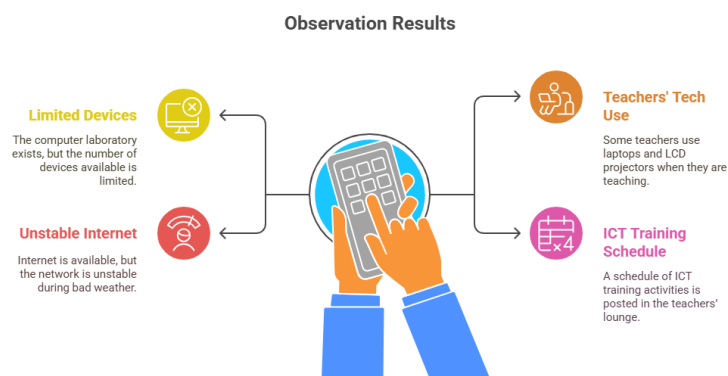 Observation Results
Limited Devices
The computer laboratory
exists, but the number of
devices available is
limited.
Unstable Internet
Internet is available, but
the network is unstable
during bad weather.
Teachers' Tech
Use
Some teachers use
laptops and LCD
projectors when they are
teaching.
×4
ICT Training
Schedule
A schedule of ICT
training activities is
posted in the teachers'
lounge.